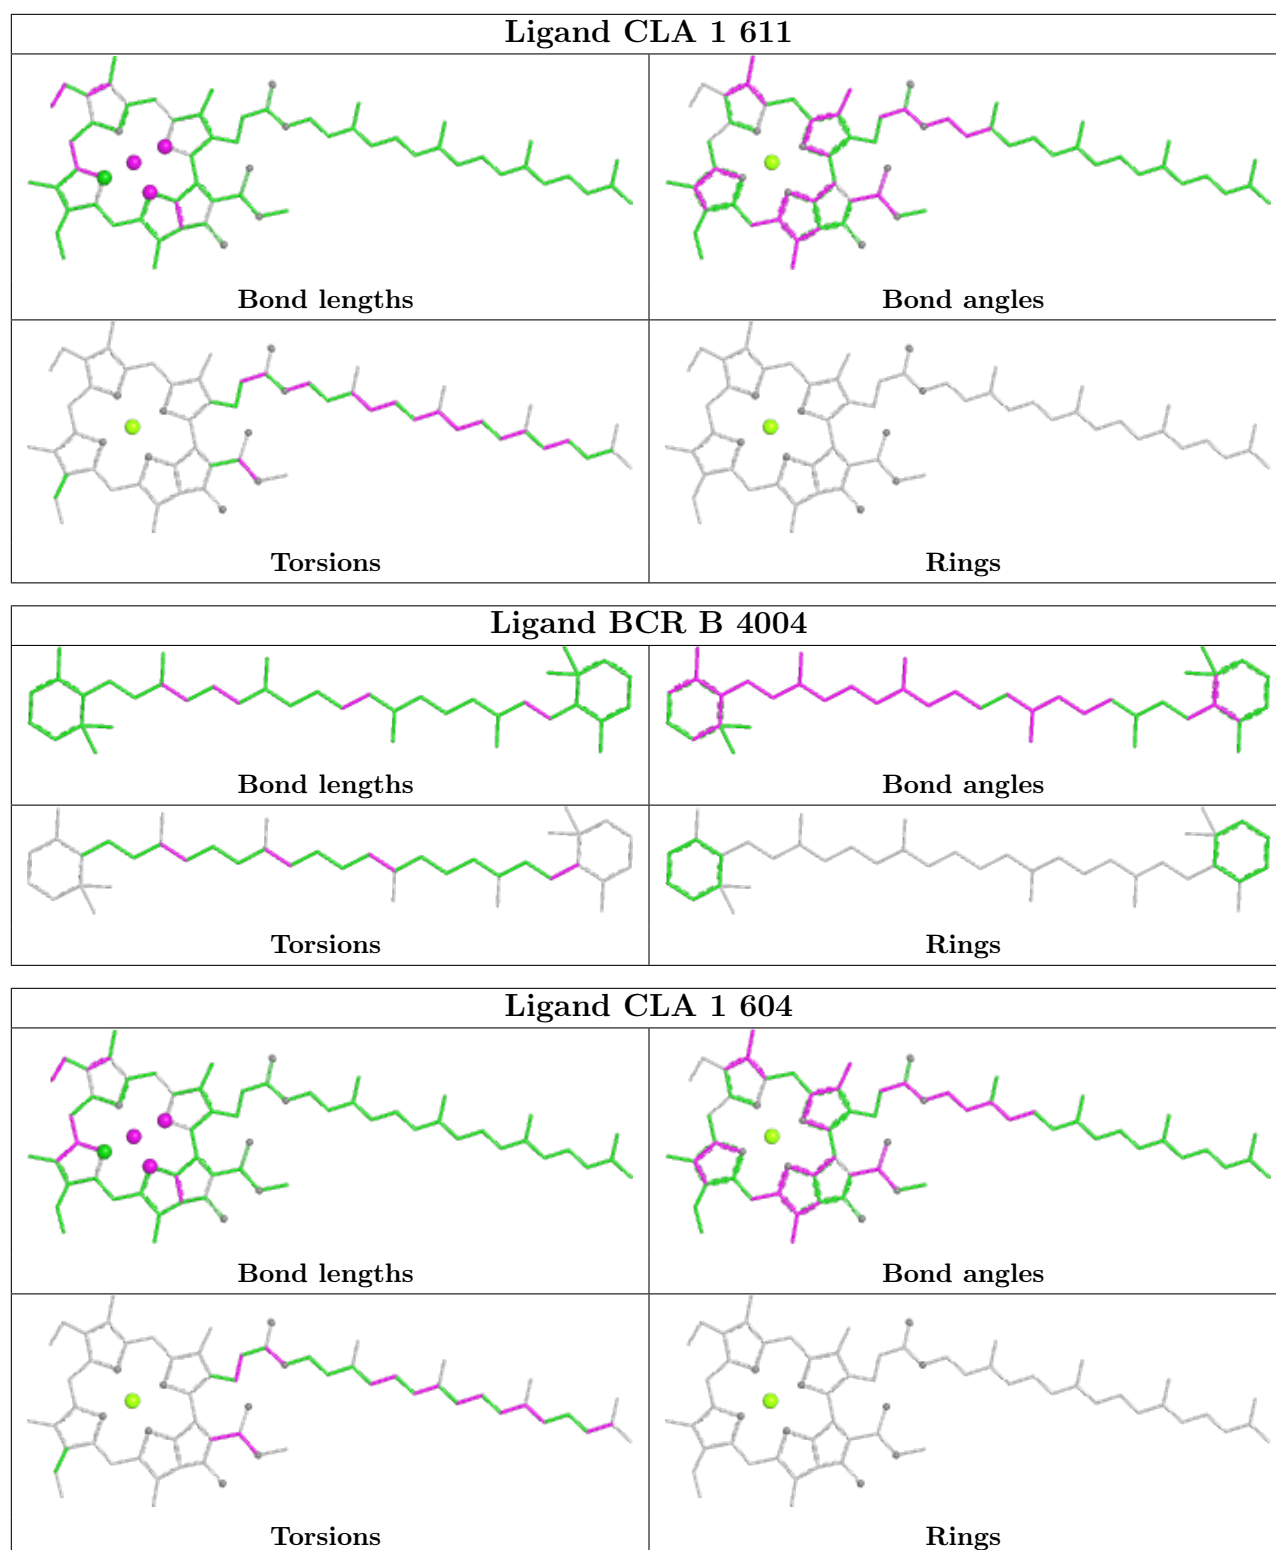 Ligand CLA 1 611
Bond lengths
Bond angles
Torsions
Rings
Ligand BCR B 4004
Bond lengths
Bond angles
Torsions
Rings
Ligand CLA 1 604
Bond lengths
Bond angles
Torsions
Rings